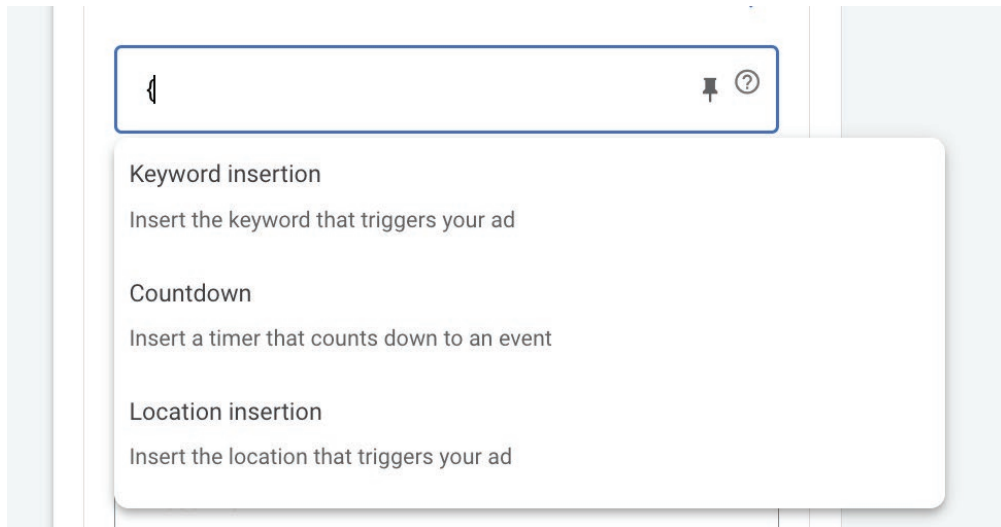 {
Keyword insertion
Insert the keyword that triggers your ad
Countdown
Insert a timer that counts down to an event
Location insertion
Insert the location that triggers your ad